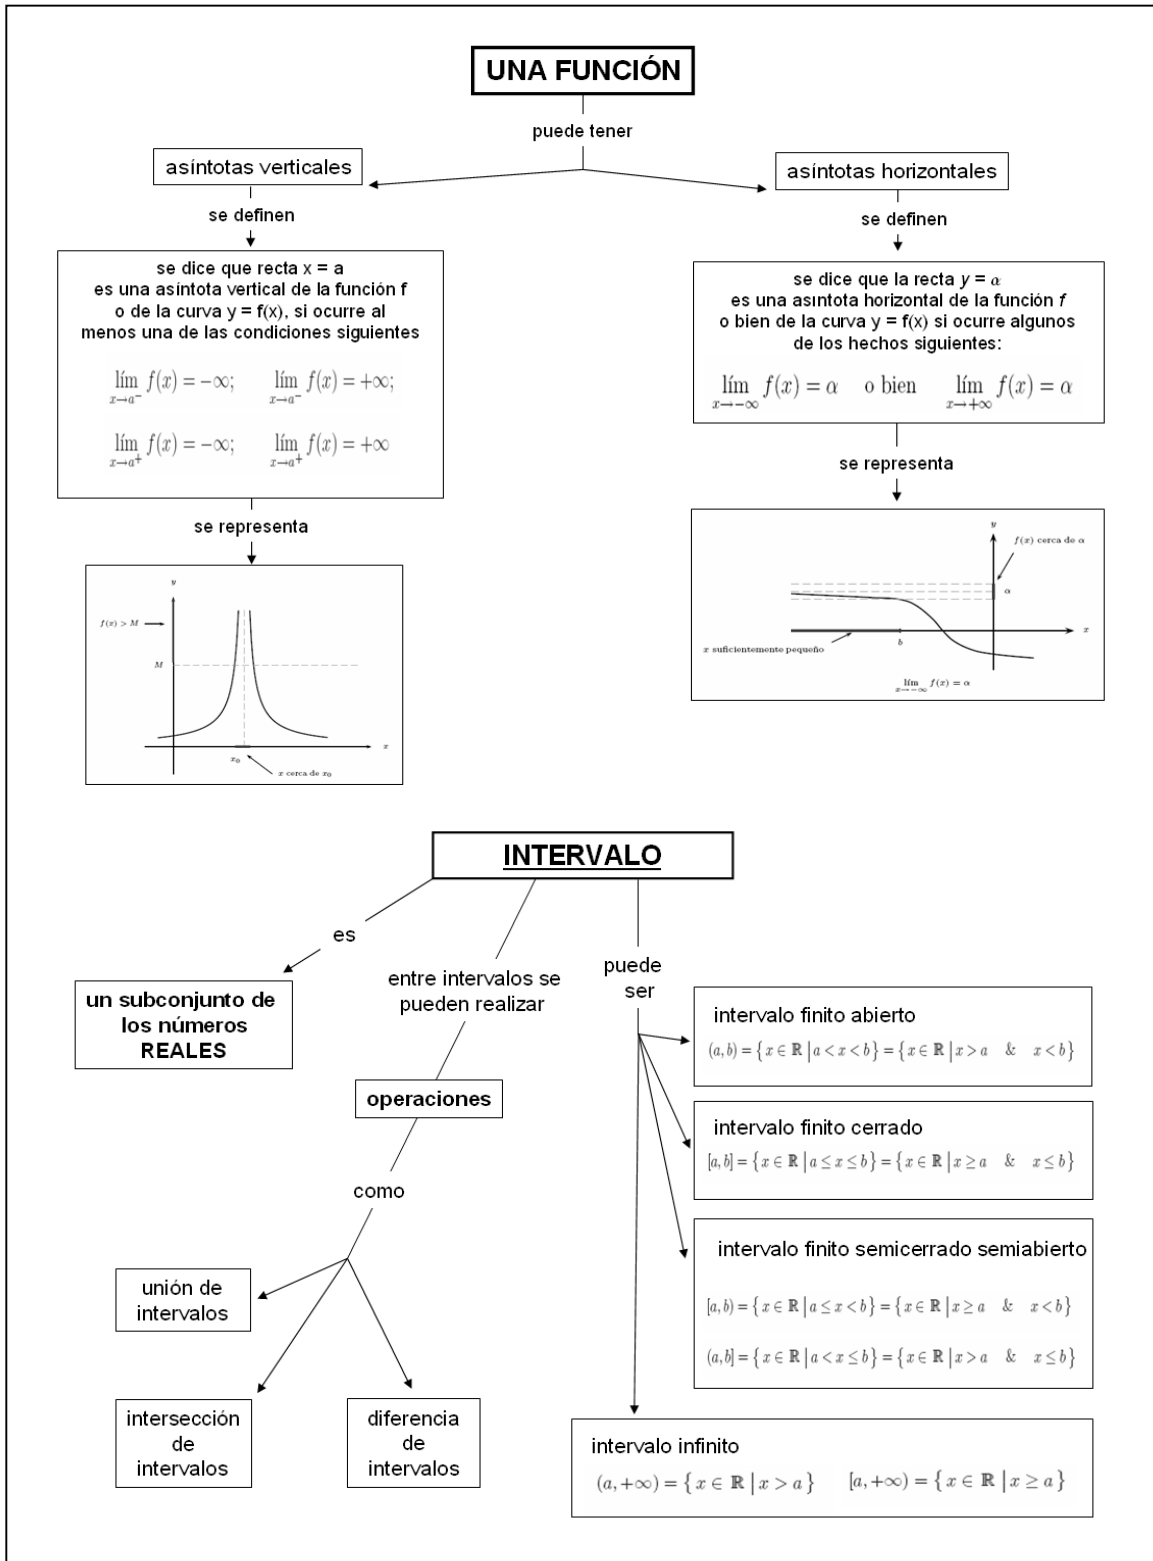 UNA FUNCIÓN
puede tener
asíntotas verticales
se definen
se dice que recta x = a
es una asíntota vertical de la función f
o de la curva y = f(x), si ocurre al
menos una de las condiciones siguientes
lím f(x) = −∞; lím f(x) = +∞;
x→a⁻ x→a⁻
lím f(x) = −∞; lím f(x) = +∞
x→a⁺ x→a⁺
se representa
y
f(x) > M
M
x
x₀
x cerca de x₀
asíntotas horizontales
se definen
se dice que la recta y = α
es una asıntota horizontal de la función f
o bien de la curva y = f(x) si ocurre algunos
de los hechos siguientes:
lím f(x) = α o bien lím f(x) = α
x→−∞ x→+∞
se representa
y
f(x) cerca de α
α
x
b
x suficientemente pequeño
lím f(x) = α
x→−∞
INTERVALO
es
un subconjunto de
los números
REALES
entre intervalos se
pueden realizar
operaciones
como
unión de
intervalos
intersección
de
intervalos
diferencia
de
intervalos
puede
ser
intervalo finito abierto
(a, b) = {x ∈ ℝ | a < x < b} = {x ∈ ℝ | x > a & x < b}
intervalo finito cerrado
[a, b] = {x ∈ ℝ | a ≤ x ≤ b} = {x ∈ ℝ | x ≥ a & x ≤ b}
intervalo finito semicerrado semiabierto
[a, b) = {x ∈ ℝ | a ≤ x < b} = {x ∈ ℝ | x ≥ a & x < b}
(a, b] = {x ∈ ℝ | a < x ≤ b} = {x ∈ ℝ | x > a & x ≤ b}
intervalo infinito
(a, +∞) = {x ∈ ℝ | x > a} [a, +∞) = {x ∈ ℝ | x ≥ a}